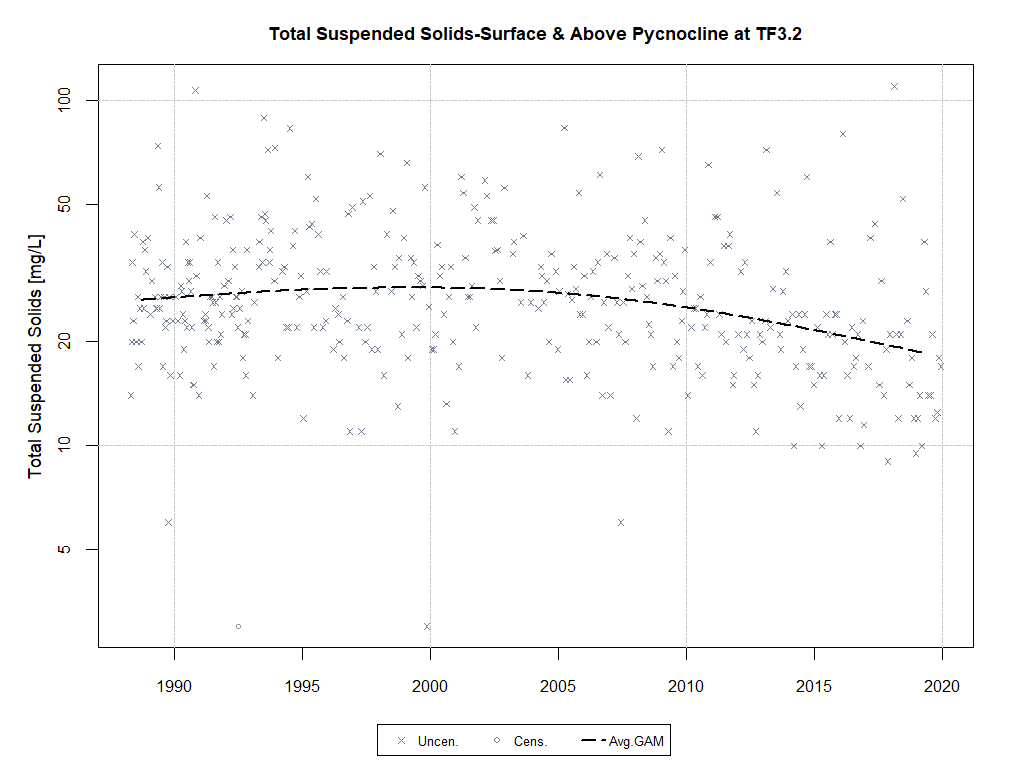 Total Suspended Solids-Surface & Above Pycnocline at TF3.2
Total Suspended Solids [mg/L]
100
50
20
10
5
1990 1995 2000 2005 2010 2015 2020
Uncen. Cens. Avg.GAM